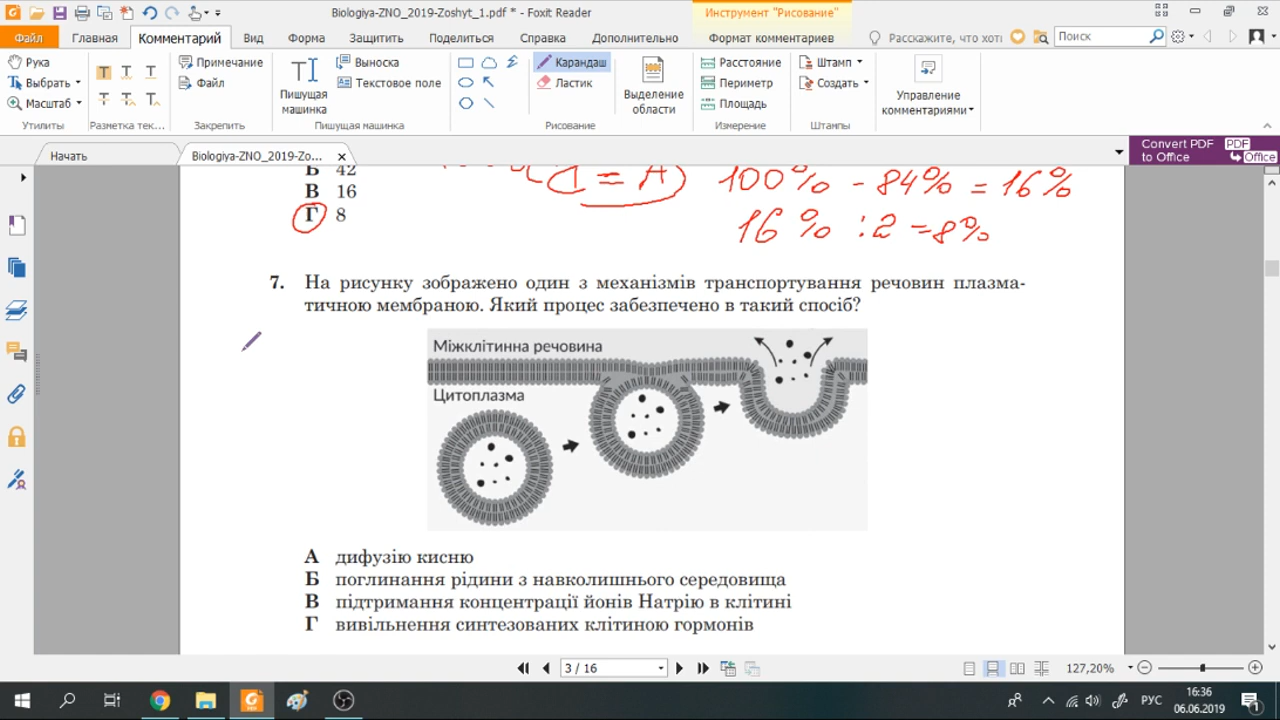 Biologiya-ZNO_2019-Zoshyt_1.pdf * - Foxit Reader
Инструмент "Рисование"
Файл
Главная
Комментарий
Вид
Форма
Защитить
Поделиться
Справка
Дополнительно
Формат комментариев
Расскажите, что хоті
Поиск
Рука
Выбрать
Масштаб
Утилиты
Разметка тек...
Примечание
Файл
Закрепить
Пишущая
машинка
Выноска
Текстовое поле
Пишущая машинка
Карандаш
Ластик
Рисование
Выделение
области
Расстояние
Периметр
Площадь
Измерение
Штамп
Создать
Штампы
Управление
комментариями
Начать
Biologiya-ZNO_2019-Zo...
Convert PDF
to Office
PDF
Office
Б 42
В 16
Г 8
= A) 100% - 84% = 16%
16% :2 = 8%
7. На рисунку зображено один з механізмів транспортування речовин плазма-
тичною мембраною. Який процес забезпечено в такий спосіб?
Міжклітинна речовина
Цитоплазма
А дифузію кисню
Б поглинання рідини з навколишнього середовища
В підтримання концентрації йонів Натрію в клітині
Г вивільнення синтезованих клітиною гормонів
3 / 16
127,20%
РУС
16:36
06.06.2019
1